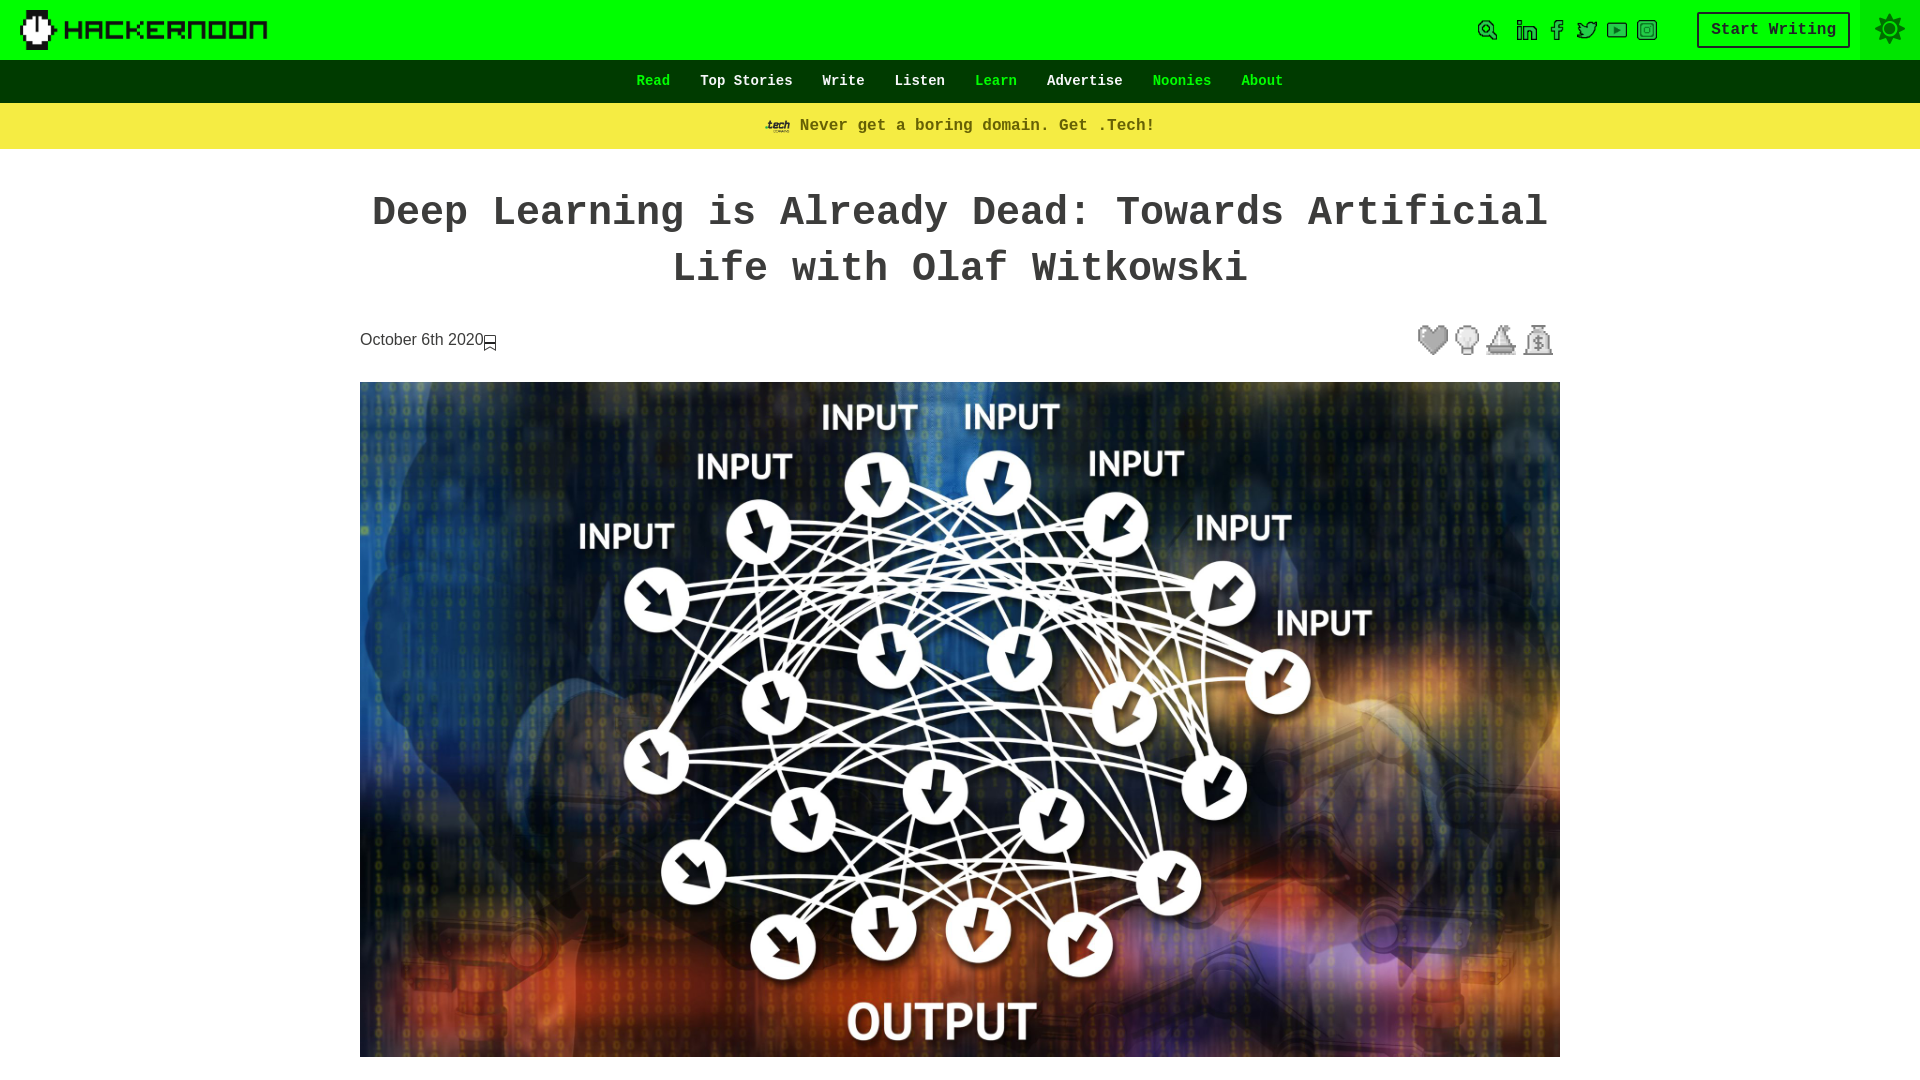 HACKERNOON
Start Writing
Read Top Stories Write Listen Learn Advertise Noonies About
.tech Never get a boring domain. Get .Tech!
Deep Learning is Already Dead: Towards Artificial
Life with Olaf Witkowski
October 6th 2020
INPUT INPUT
INPUT INPUT
INPUT INPUT
INPUT
OUTPUT